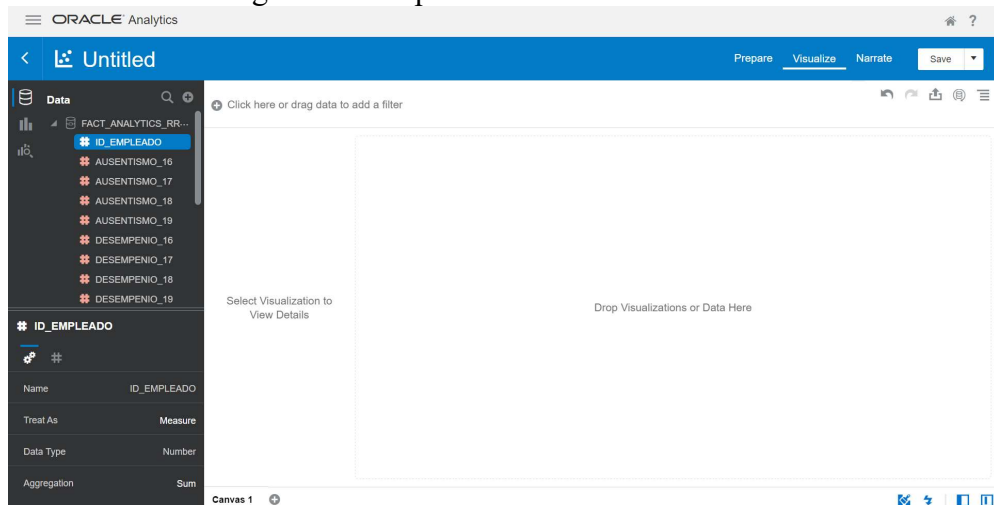 ORACLE Analytics
?
Untitled
Prepare Visualize Narrate Save
Data
Click here or drag data to add a filter
FACT_ANALYTICS_RR...
ID_EMPLEADO
AUSENTISMO_16
AUSENTISMO_17
AUSENTISMO_18
AUSENTISMO_19
DESEMPENIO_16
DESEMPENIO_17
DESEMPENIO_18
DESEMPENIO_19
Select Visualization to
View Details
Drop Visualizations or Data Here
# ID_EMPLEADO
#
Name ID_EMPLEADO
Treat As Measure
Data Type Number
Aggregation Sum
Canvas 1